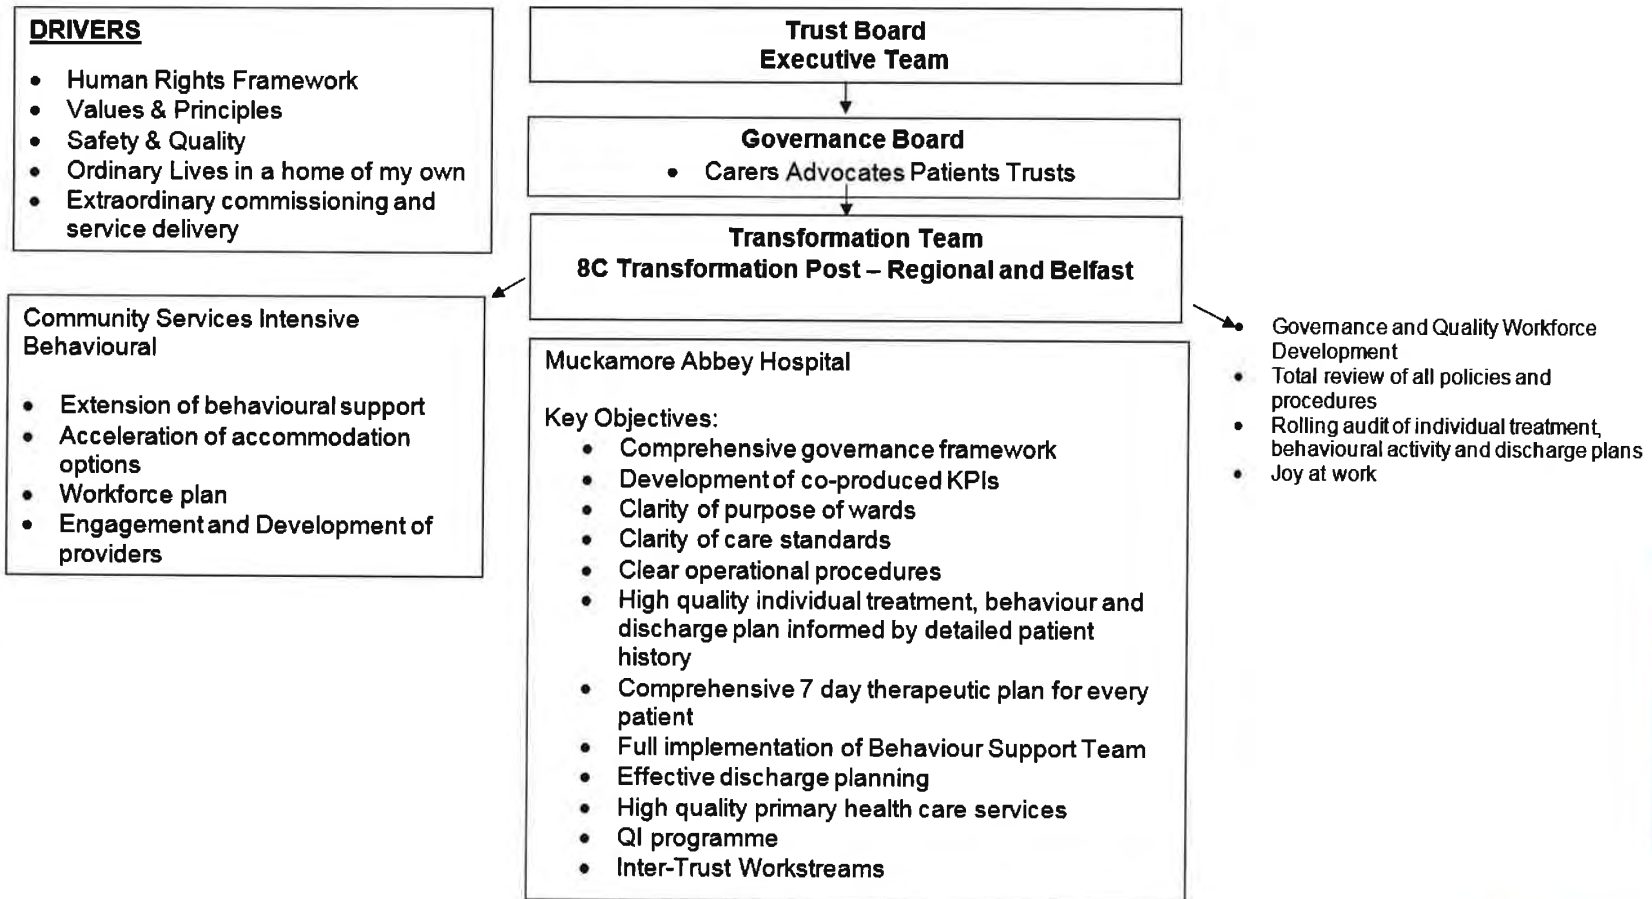 DRIVERS
• Human Rights Framework
• Values & Principles
• Safety & Quality
• Ordinary Lives in a home of my own
• Extraordinary commissioning and
service delivery
Trust Board
Executive Team
Governance Board
• Carers Advocates Patients Trusts
Transformation Team
8C Transformation Post – Regional and Belfast
Community Services Intensive
Behavioural
• Extension of behavioural support
• Acceleration of accommodation
options
• Workforce plan
• Engagement and Development of
providers
Muckamore Abbey Hospital
Key Objectives:
• Comprehensive governance framework
• Development of co-produced KPIs
• Clarity of purpose of wards
• Clarity of care standards
• Clear operational procedures
• High quality individual treatment, behaviour and
discharge plan informed by detailed patient
history
• Comprehensive 7 day therapeutic plan for every
patient
• Full implementation of Behaviour Support Team
• Effective discharge planning
• High quality primary health care services
• QI programme
• Inter-Trust Workstreams
• Governance and Quality Workforce
Development
• Total review of all policies and
procedures
• Rolling audit of individual treatment,
behavioural activity and discharge plans
• Joy at work